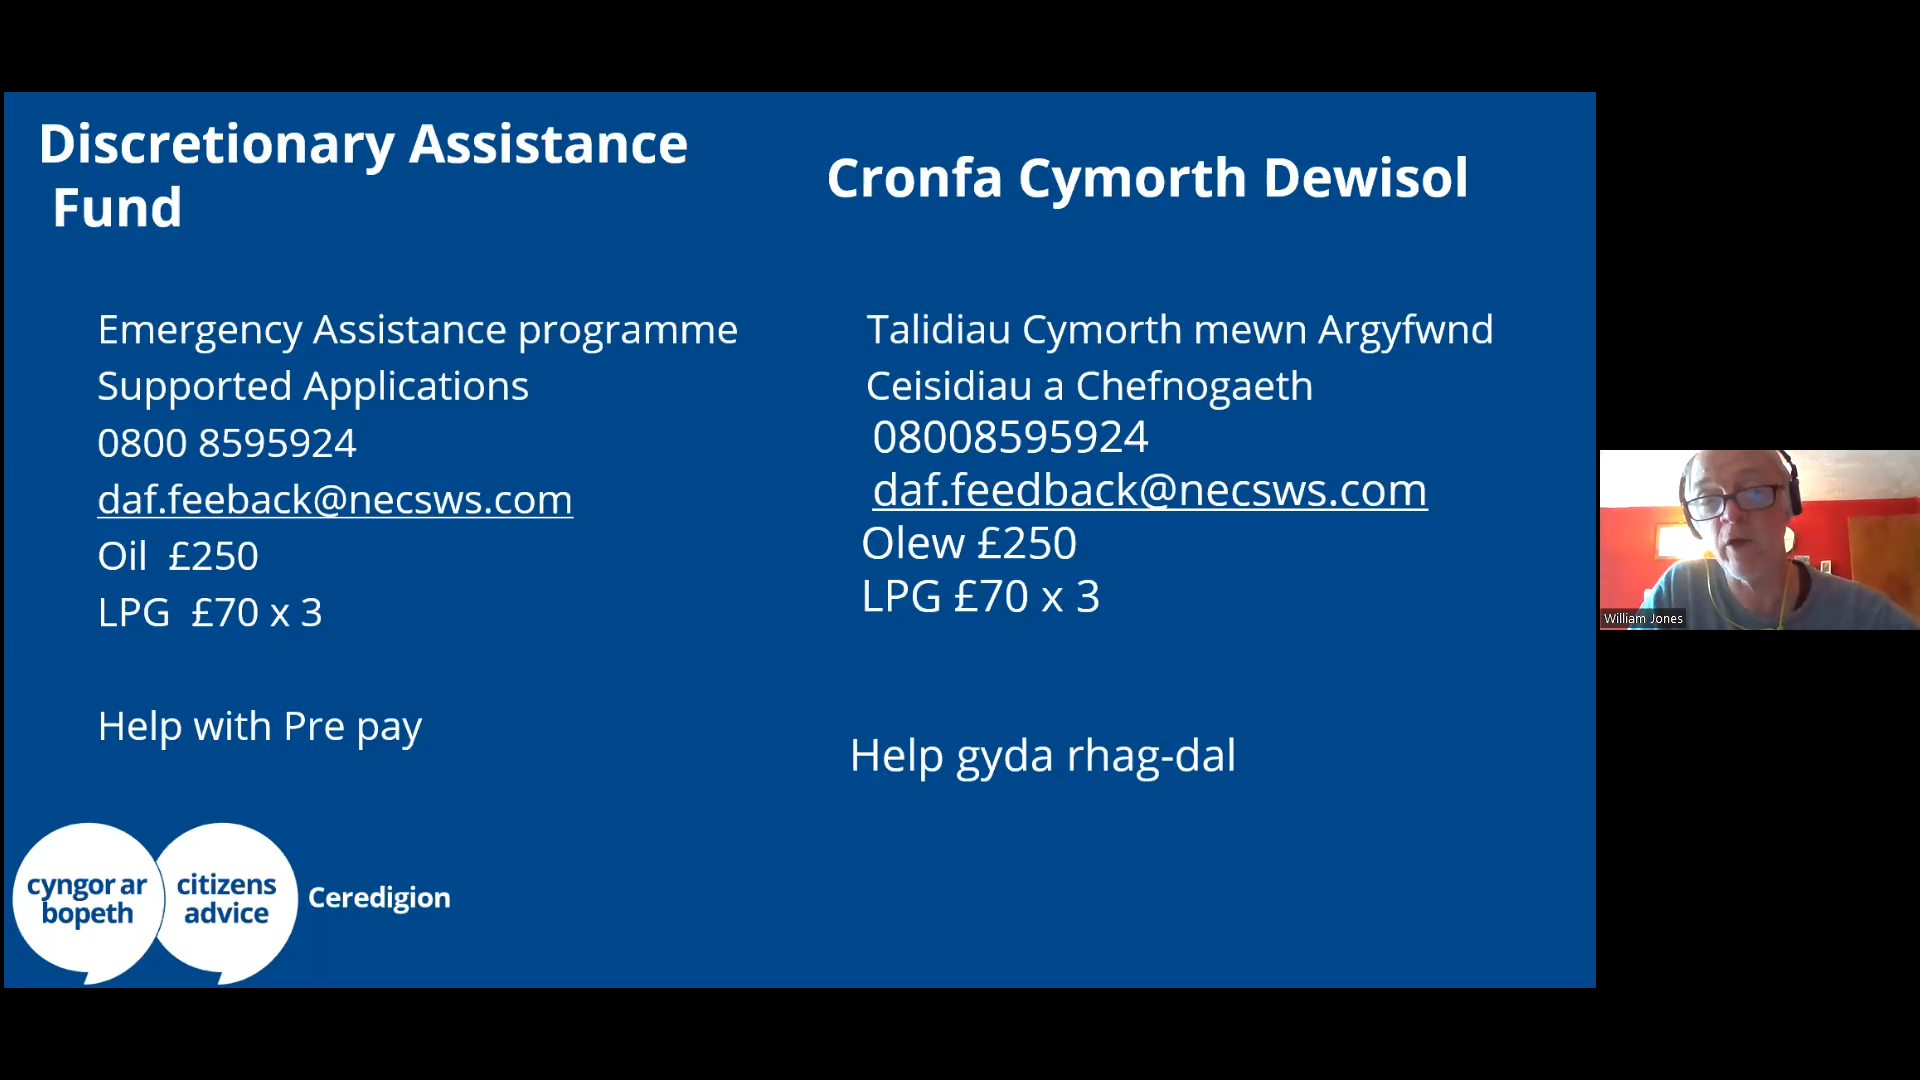 Discretionary Assistance
Fund
Emergency Assistance programme
Supported Applications
0800 8595924
daf.feeback@necsws.com
Oil £250
LPG £70 x 3
Help with Pre pay
Cronfa Cymorth Dewisol
Talidiau Cymorth mewn Argyfwnd
Ceisidiau a Chefnogaeth
08008595924
daf.feedback@necsws.com
Olew £250
LPG £70 x 3
Help gyda rhag-dal
cyngor ar
bopeth
citizens
advice
Ceredigion
William Jones